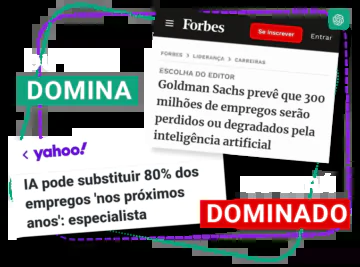 Forbes
Se inscrever
Entrar
FORBES > LIDERANÇA > CARREIRAS
ESCOLHA DO EDITOR
Goldman Sachs prevê que 300
milhões de empregos serão
perdidos ou degradados pela
inteligência artificial
DOMINA
< yahoo!
IA pode substituir 80% dos
empregos 'nos próximos
anos': especialista
DOMINADO